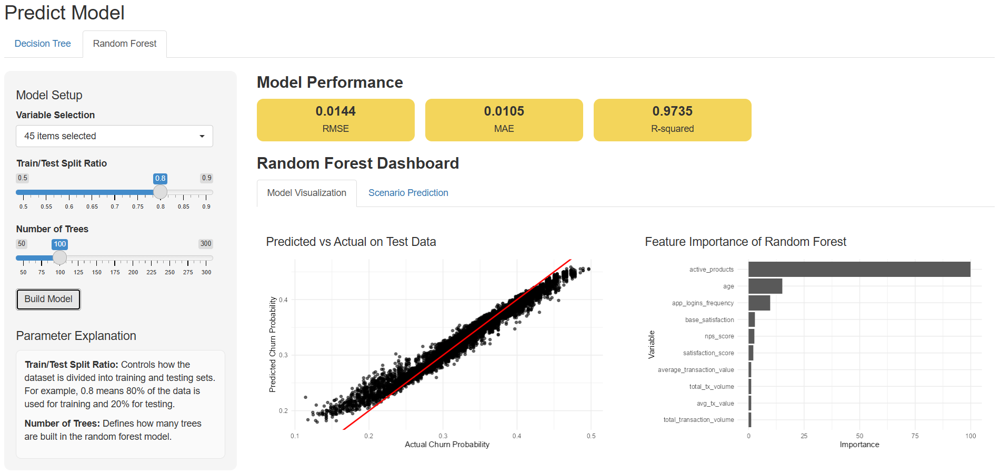 Predict Model
Decision Tree
Random Forest
Model Setup
Variable Selection
45 items selected
Train/Test Split Ratio
0.5
0.8
0.9
0.5 0.55 0.6 0.65 0.7 0.75 0.8 0.85 0.9
Number of Trees
50
100
300
50 75 100 125 150 175 200 225 250 275 300
Build Model
Parameter Explanation
Train/Test Split Ratio: Controls how the
dataset is divided into training and testing sets.
For example, 0.8 means 80% of the data is
used for training and 20% for testing.
Number of Trees: Defines how many trees
are built in the random forest model.
Model Performance
0.0144
RMSE
0.0105
MAE
0.9735
R-squared
Random Forest Dashboard
Model Visualization
Scenario Prediction
Predicted vs Actual on Test Data
Predicted Churn Probability
0.4
0.3
0.2
0.1 0.2 0.3 0.4 0.5
Actual Churn Probability
Feature Importance of Random Forest
Variable
active_products
age
app_logins_frequency
base_satisfaction
nps_score
satisfaction_score
average_transaction_value
total_tx_volume
avg_tx_value
total_transaction_volume
0 25 50 75 100
Importance